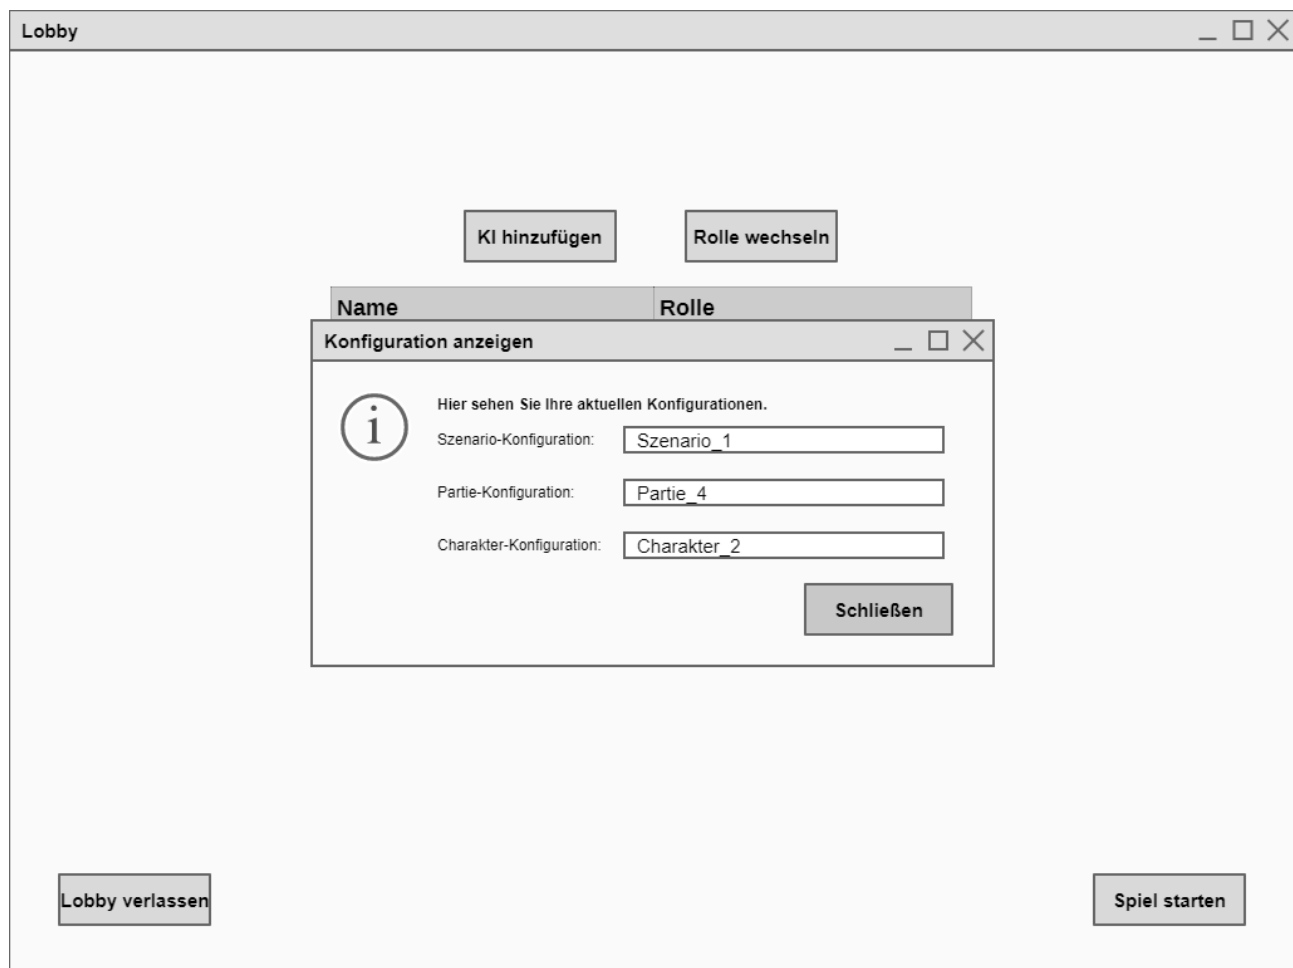 Lobby
KI hinzufügen
Rolle wechseln
Name
Rolle
Konfiguration anzeigen
i
Hier sehen Sie Ihre aktuellen Konfigurationen.
Szenario-Konfiguration:
Szenario_1
Partie-Konfiguration:
Partie_4
Charakter-Konfiguration:
Charakter_2
Schließen
Lobby verlassen
Spiel starten